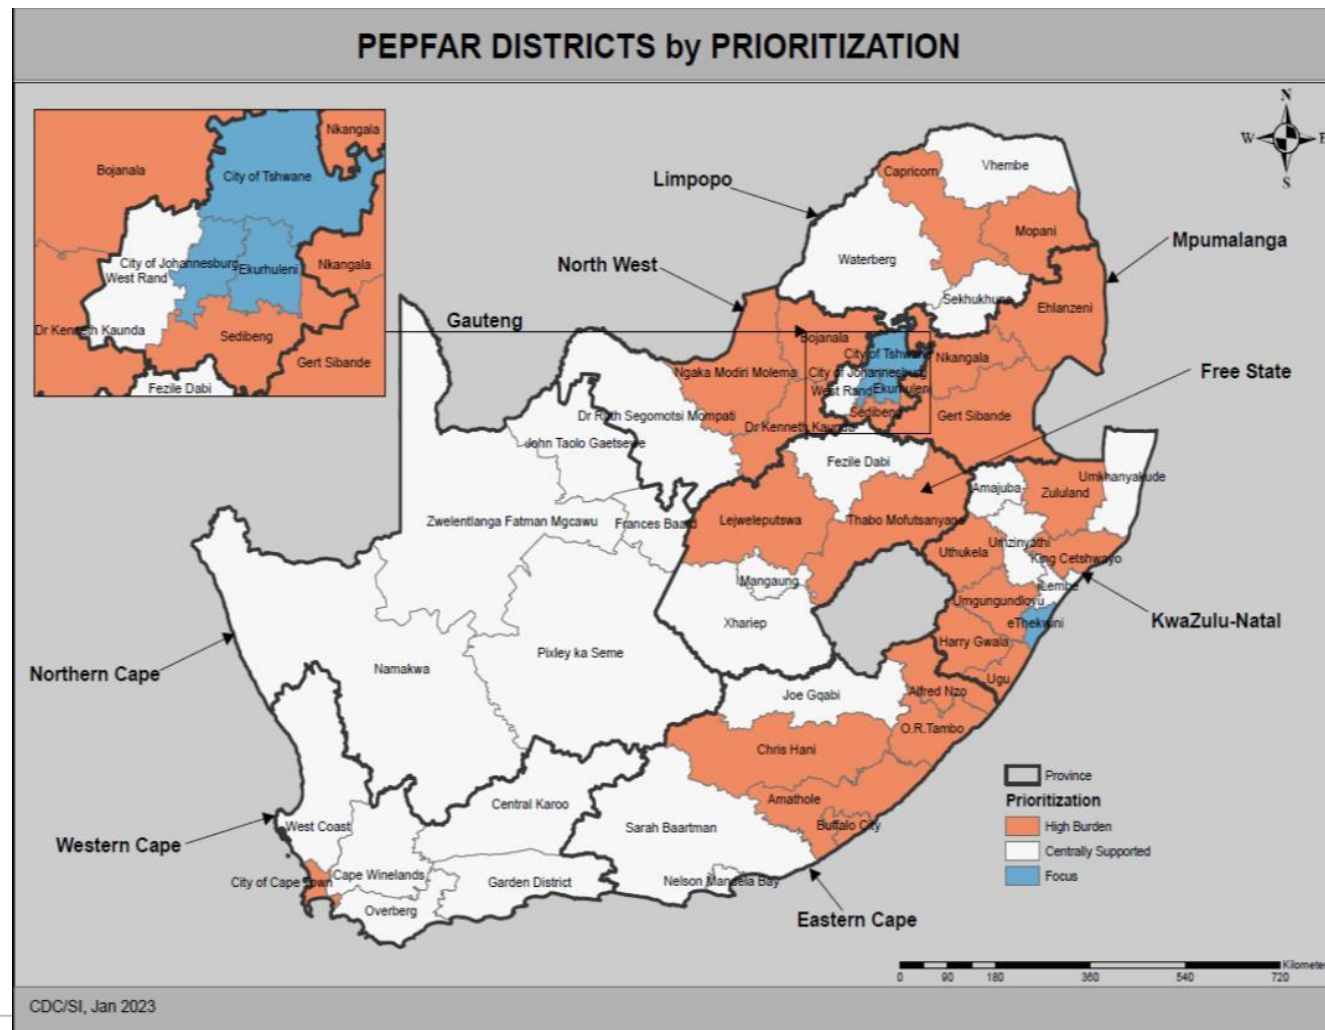 PEPFAR DISTRICTS by PRIORITIZATION
Nkangala
Bojanala
City of Tshwane
City of Johannesburg
West Rand
Ekurhuleni
Nkangala
Dr Kenneth Kaunda
Sedibeng
Gert Sibande
Fezile Dabi
N
W
E
S
Limpopo
North West
Gauteng
Mpumalanga
Free State
KwaZulu-Natal
Northern Cape
Western Cape
Eastern Cape
Vhembe
Capricorn
Mopani
Waterberg
Sekhukhune
Ehlanzeni
Bojanala
City of Tshwane
Nkangala
Ngaka Modiri Molema
City of Johannesburg
West Rand
Ekurhuleni
Sedibeng
Gert Sibande
Dr Ruth Segomotsi Mompati
Dr Kenneth Kaunda
John Taolo Gaetsewe
Fezile Dabi
Amajuba
Zululand
Umkhanyakude
Zwelentlanga Fatman Mgcawu
Frances Baard
Lejweleputswa
Thabo Mofutsanyane
Uthukela
Umzinyathi
King Cetshwayo
iLembe
Mangaung
Umgungundlovu
eThekwini
Xhariep
Harry Gwala
Ugu
Namakwa
Pixley ka Seme
Joe Gqabi
Alfred Nzo
O.R.Tambo
Chris Hani
Amathole
Buffalo City
Central Karoo
Sarah Baartman
West Coast
City of Cape Town
Cape Winelands
Garden District
Nelson Mandela Bay
Overberg
Province
Prioritization
High Burden
Centrally Supported
Focus
Kilometer
0 90 180 360 540 720
CDC/SI, Jan 2023